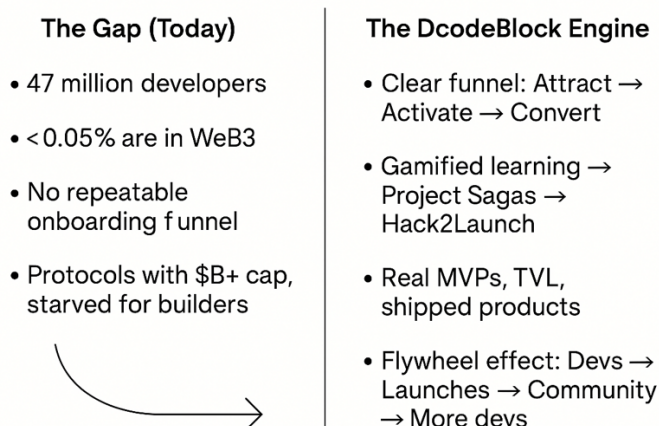 The Gap (Today)
• 47 million developers
• <0.05% are in WeB3
• No repeatable
onboarding funnel
• Protocols with $B+ cap,
starved for builders
The DcodeBlock Engine
• Clear funnel: Attract →
Activate → Convert
• Gamified learning →
Project Sagas →
Hack2Launch
• Real MVPs, TVL,
shipped products
• Flywheel effect: Devs →
Launches → Community
→ More devs